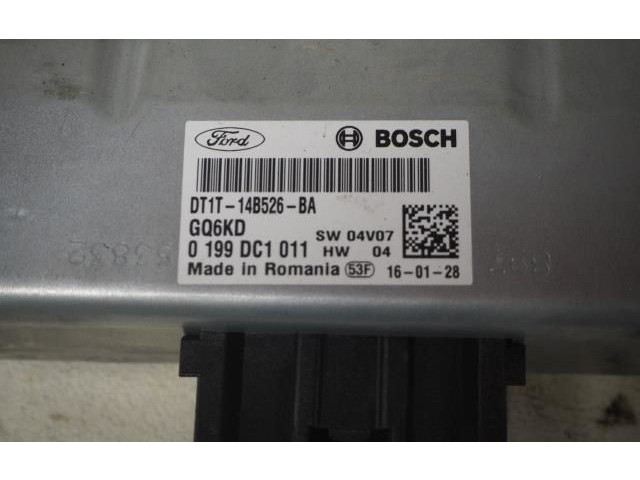 Ford BOSCH
DT1T-14B526-BA
GQ6KD
SW 04V07
0 199 DC1 011 HW 04
Made in Romania 53F 16-01-28